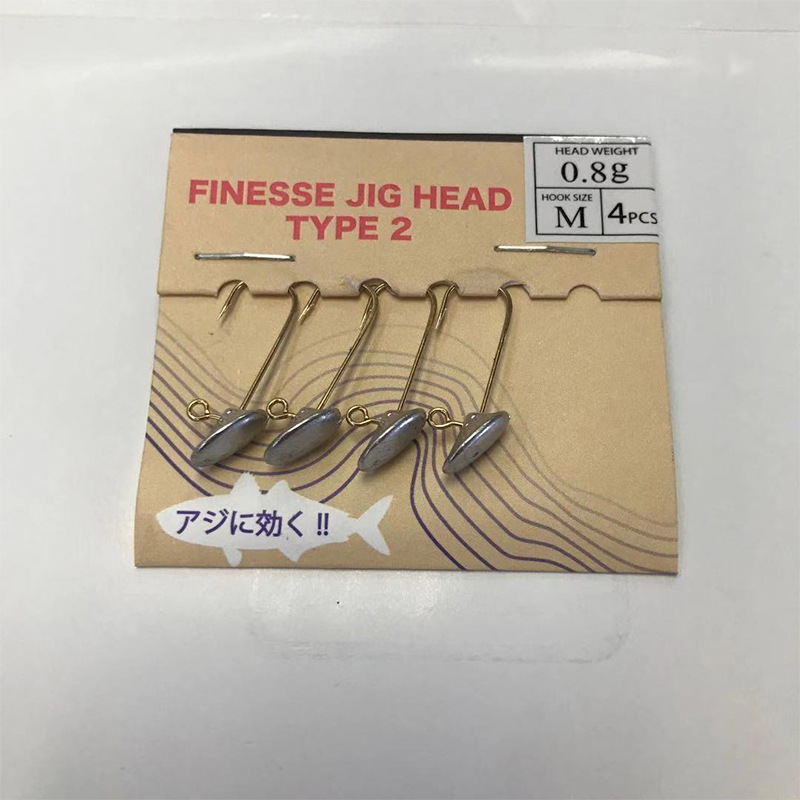 FINESSE JIG HEAD
TYPE 2
HEAD WEIGHT
0.8g
HOOK SIZE
M
4PCS
アジに効く!!